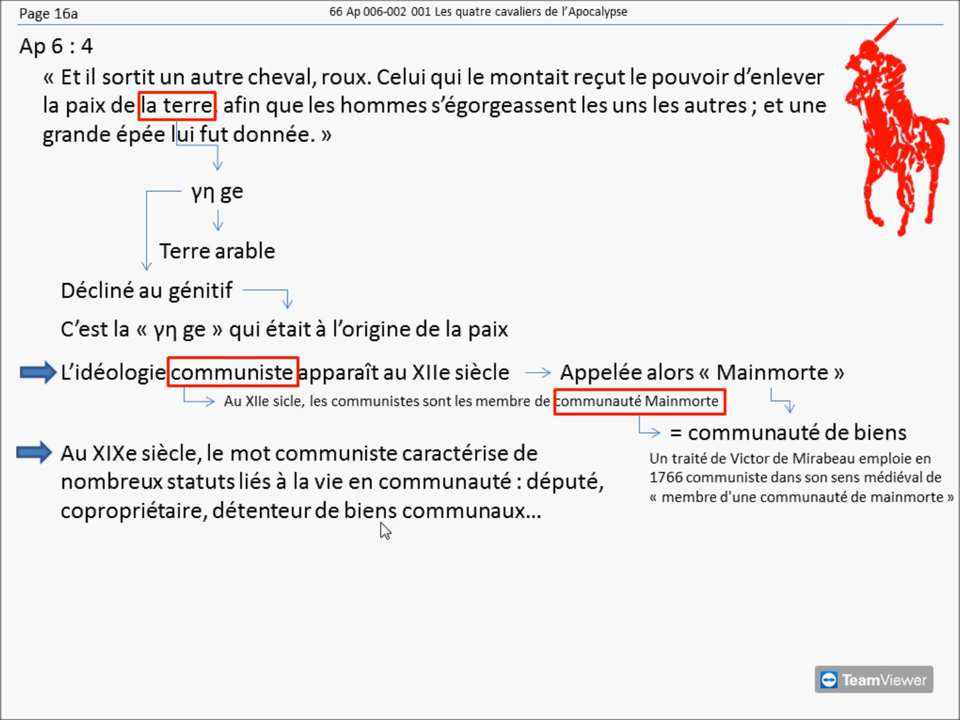 Page 16a
66 Ap 006-002 001 Les quatre cavaliers de l'Apocalypse
Ap 6 : 4
« Et il sortit un autre cheval, roux. Celui qui le montait reçut le pouvoir d'enlever
la paix de la terre, afin que les hommes s'égorgeassent les uns les autres ; et une
grande épée lui fut donnée. »
γη ge
Terre arable
Décliné au génitif
C'est la « γη ge » qui était à l'origine de la paix
L'idéologie communiste apparaît au XIIe siècle
Appelée alors « Mainmorte »
Au XIIe sicle, les communistes sont les membre de communauté Mainmorte
= communauté de biens
Un traité de Victor de Mirabeau emploie en
1766 communiste dans son sens médiéval de
« membre d'une communauté de mainmorte »
Au XIXe siècle, le mot communiste caractérise de
nombreux statuts liés à la vie en communauté : député,
copropriétaire, détenteur de biens communaux...
TeamViewer